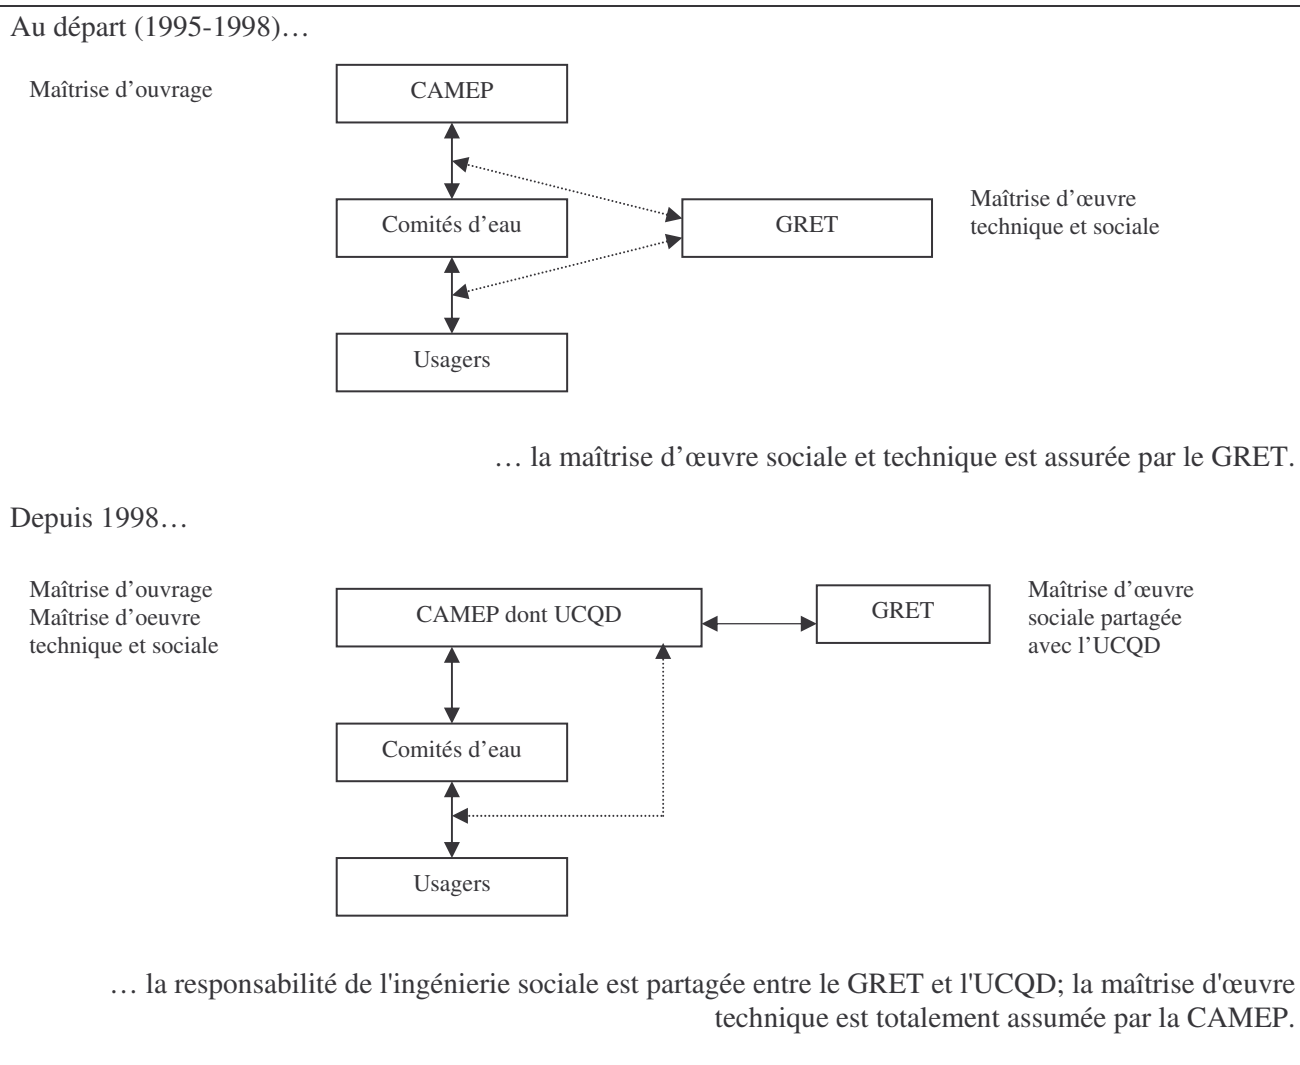 Au départ (1995-1998)…
Maîtrise d’ouvrage
CAMEP
Comités d’eau
GRET
Maîtrise d’œuvre
technique et sociale
Usagers
… la maîtrise d’œuvre sociale et technique est assurée par le GRET.
Depuis 1998…
Maîtrise d’ouvrage
Maîtrise d’oeuvre
technique et sociale
CAMEP dont UCQD
GRET
Maîtrise d’œuvre
sociale partagée
avec l’UCQD
Comités d’eau
Usagers
… la responsabilité de l'ingénierie sociale est partagée entre le GRET et l'UCQD; la maîtrise d'œuvre
technique est totalement assumée par la CAMEP.